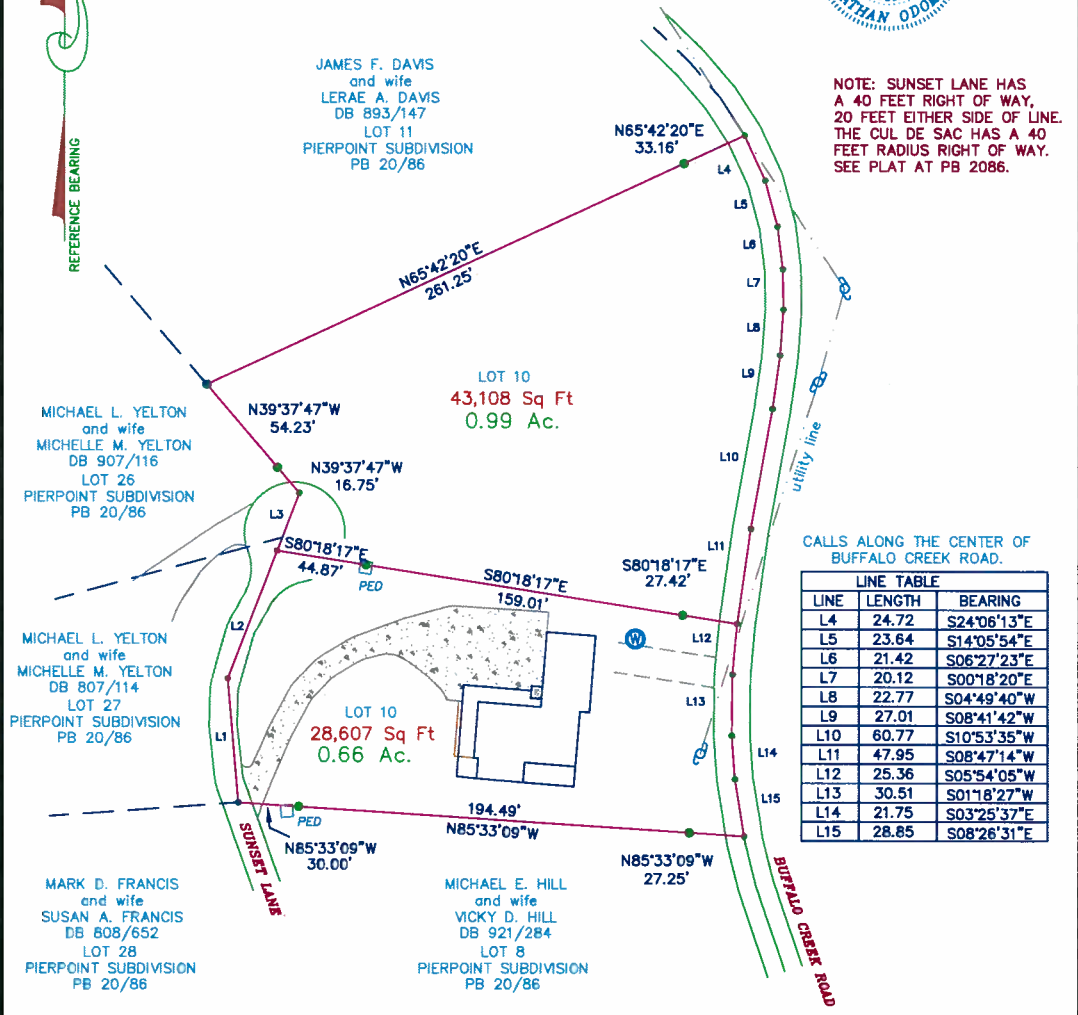 NATHAN ODOM
JAMES F. DAVIS
and wife
LERAE A. DAVIS
DB 893/147
LOT 11
PIERPOINT SUBDIVISION
PB 20/86
NOTE: SUNSET LANE HAS
A 40 FEET RIGHT OF WAY,
20 FEET EITHER SIDE OF LINE.
THE CUL DE SAC HAS A 40
FEET RADIUS RIGHT OF WAY.
SEE PLAT AT PB 2086.
REFERENCE BEARING
N65°42'20"E
33.16'
L4
L5
L6
L7
L8
L9
L10
L11
N65°42'20"E
261.25'
LOT 10
43,108 Sq Ft
0.99 Ac.
utility line
MICHAEL L. YELTON
and wife
MICHELLE M. YELTON
DB 907/116
LOT 26
PIERPOINT SUBDIVISION
PB 20/86
N39°37'47"W
54.23'
N39°37'47"W
16.75'
L3
S80°18'17"E
44.87'
PED
S80°18'17"E
159.01'
S80°18'17"E
27.42'
W
L12
L13
L14
L15
CALLS ALONG THE CENTER OF
BUFFALO CREEK ROAD.
LINE TABLE
LINE LENGTH BEARING
L4 24.72 S24°06'13"E
L5 23.64 S14°05'54"E
L6 21.42 S06°27'23"E
L7 20.12 S00°18'20"E
L8 22.77 S04°49'40"W
L9 27.01 S08°41'42"W
L10 60.77 S10°53'35"W
L11 47.95 S08°47'14"W
L12 25.36 S05°54'05"W
L13 30.51 S01°18'27"W
L14 21.75 S03°25'37"E
L15 28.85 S08°26'31"E
MICHAEL L. YELTON
and wife
MICHELLE M. YELTON
DB 807/114
LOT 27
PIERPOINT SUBDIVISION
PB 20/86
L2
L1
LOT 10
28,607 Sq Ft
0.66 Ac.
PED
194.49'
N85°33'09"W
N85°33'09"W
30.00'
N85°33'09"W
27.25'
SUNSET LANE
BUFFALO CREEK ROAD
MARK D. FRANCIS
and wife
SUSAN A. FRANCIS
DB 808/652
LOT 28
PIERPOINT SUBDIVISION
PB 20/86
MICHAEL E. HILL
and wife
VICKY D. HILL
DB 921/284
LOT 8
PIERPOINT SUBDIVISION
PB 20/86